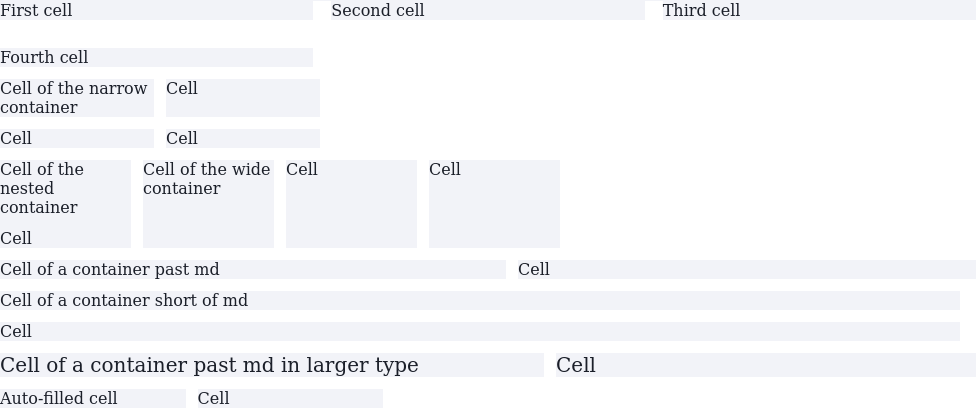 First cell Second cell Third cell
Fourth cell
Cell of the narrow container Cell
Cell Cell
Cell of the nested container
Cell
Cell of the wide container
Cell
Cell
Cell of a container past md Cell
Cell of a container short of md
Cell
Cell of a container past md in larger type Cell
Auto-filled cell Cell